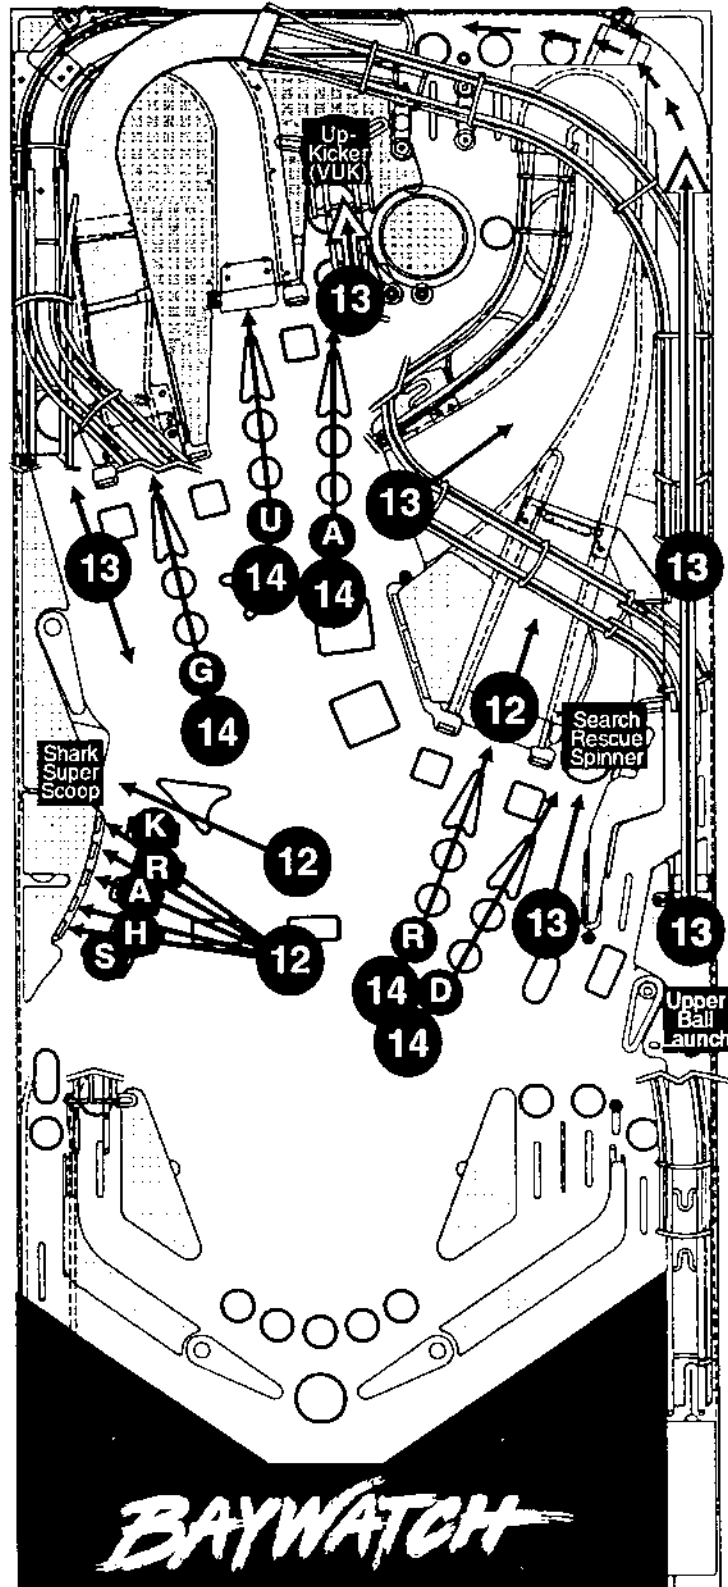 Up-
Kicker
(VUK)
13
13
13
13
U
14
A
14
G
14
12
Search
Rescue
Spinner
Shark
Super
Scoop
K
R
A
H
S
12
12
R
14
D
14
13
13
Upper
Ball
Launch
BAYWATCH